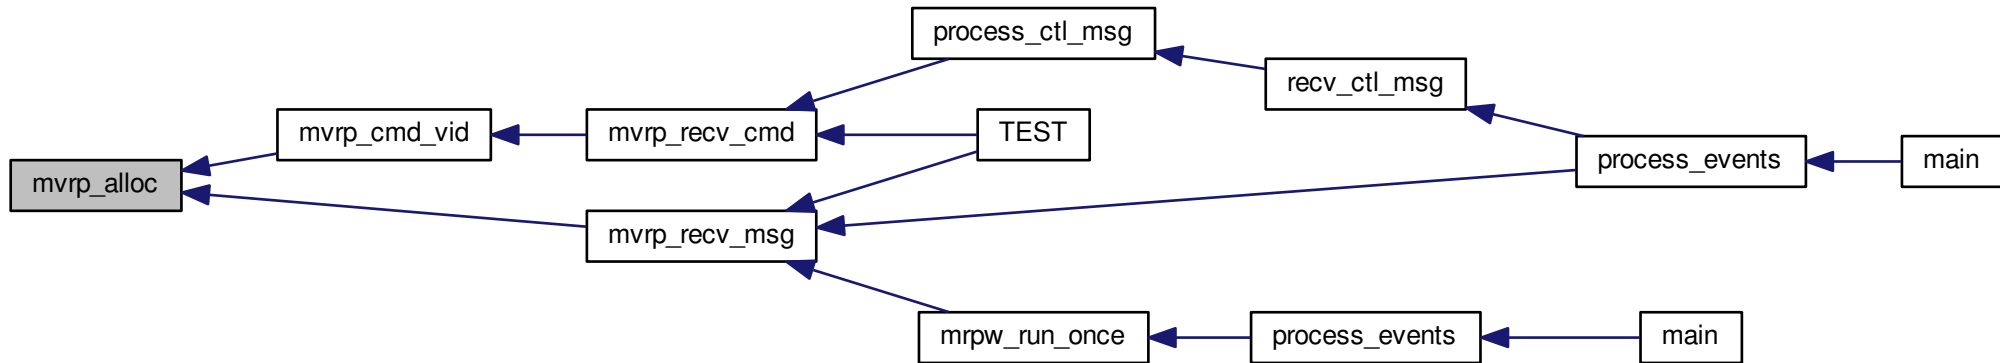 process_ctl_msg
recv_ctl_msg
mvrp_cmd_vid
mvrp_recv_cmd
TEST
process_events
main
mvrp_alloc
mvrp_recv_msg
mrpw_run_once
process_events
main